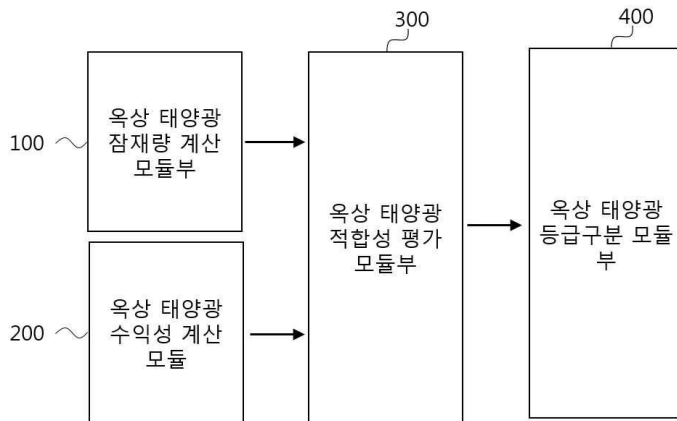 300
400
100
옥상 태양광
잠재량 계산
모듈부
200
옥상 태양광
수익성 계산
모듈
옥상 태양광
적합성 평가
모듈부
옥상 태양광
등급구분 모듈
부